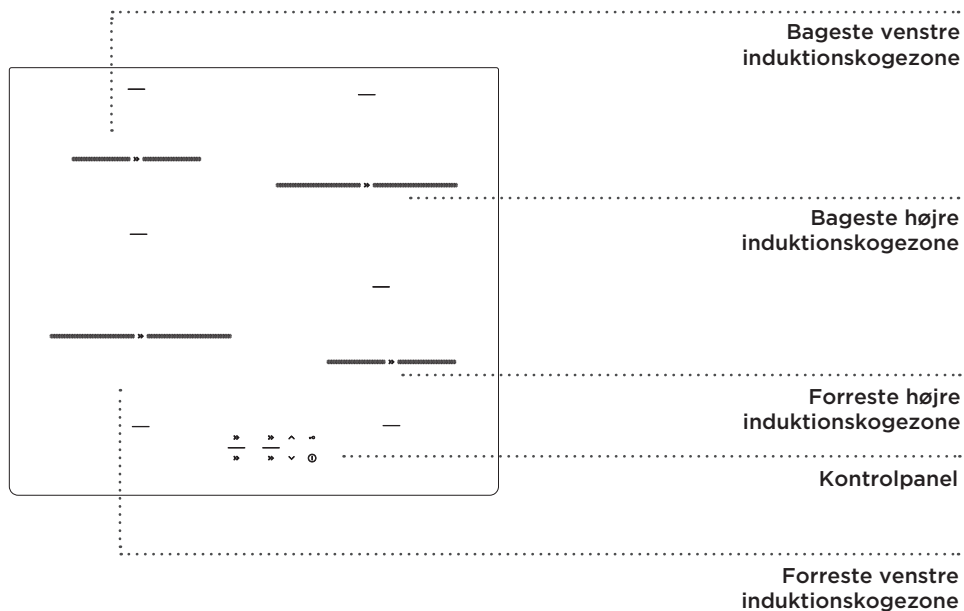 Bageste venstre
induktionskogezone
Bageste højre
induktionskogezone
Forreste højre
induktionskogezone
Kontrolpanel
Forreste venstre
induktionskogezone